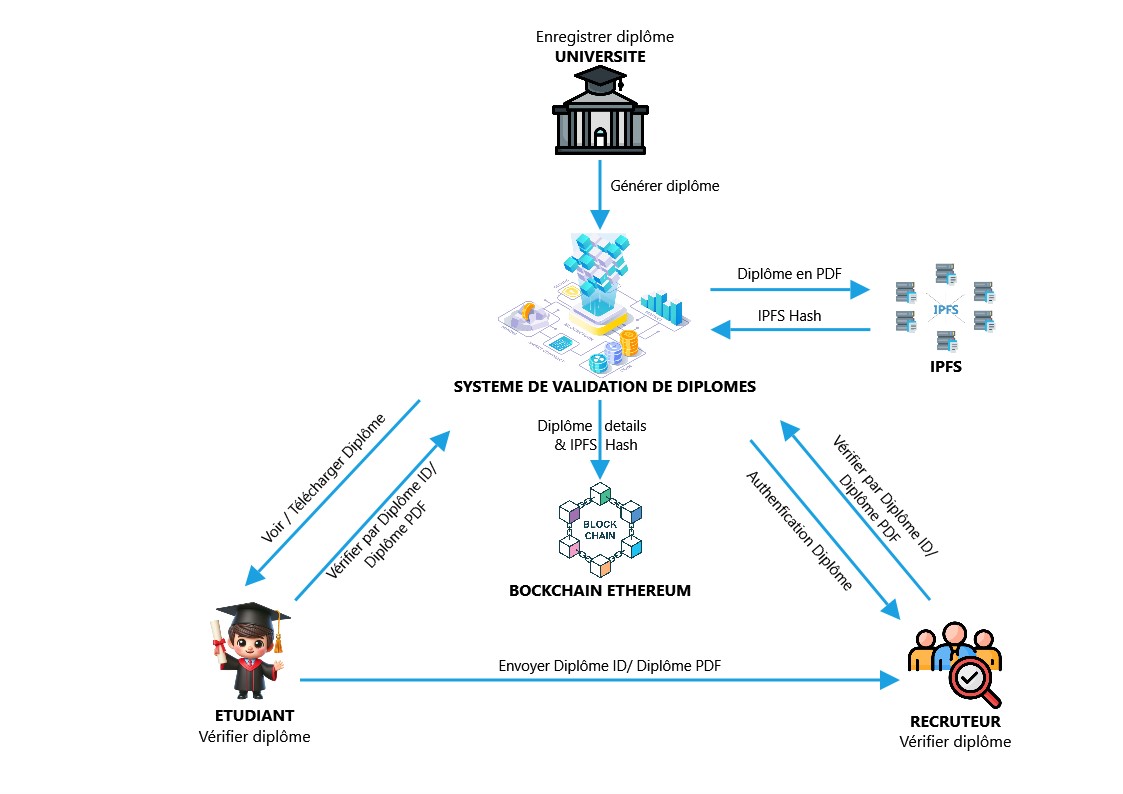 Enregistrer diplôme
UNIVERSITE
Générer diplôme
Diplôme en PDF
IPFS Hash
IPFS
IPFS
SYSTEME DE VALIDATION DE DIPLOMES
Diplôme details
& IPFS Hash
BLOCK
CHAIN
BOCKCHAIN ETHEREUM
Voir / Télécharger Diplôme
Vérifier par Diplôme ID/
Diplôme PDF
Authenfication Diplôme
Vérifier par Diplôme ID/
Diplôme PDF
Envoyer Diplôme ID/ Diplôme PDF
ETUDIANT
Vérifier diplôme
RECRUTEUR
Vérifier diplôme